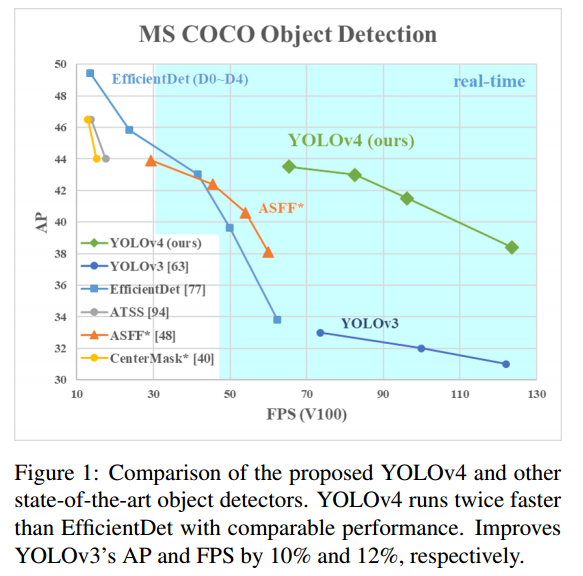 MS COCO Object Detection
50
EfficientDet (D0~D4)
real-time
48
46
YOLOv4 (ours)
44
42
ASFF*
AP
40
YOLOv4 (ours)
38
YOLOv3 [63]
36
EfficientDet [77]
YOLOv3
34
ATSS [94]
ASFF* [48]
32
CenterMask* [40]
30
10 30 50 70 90 110 130
FPS (V100)
Figure 1: Comparison of the proposed YOLOv4 and other
state-of-the-art object detectors. YOLOv4 runs twice faster
than EfficientDet with comparable performance. Improves
YOLOv3's AP and FPS by 10% and 12%, respectively.